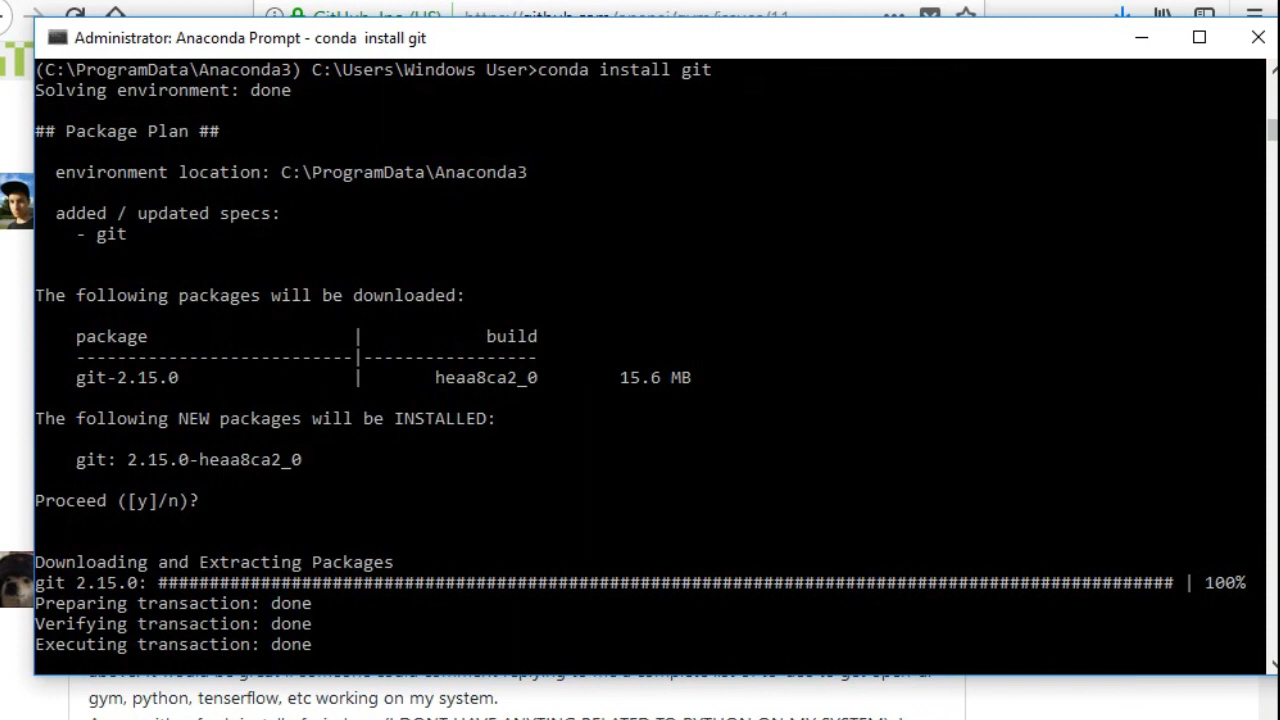 GitHub, Inc. (US)
Administrator: Anaconda Prompt - conda  install git
(C:\ProgramData\Anaconda3) C:\Users\Windows User>conda install git
Solving environment: done
## Package Plan ##
environment location: C:\ProgramData\Anaconda3
added / updated specs:
- git
The following packages will be downloaded:
package                    |            build
---------------------------|-----------------
git-2.15.0                 |       heaa8ca2_0        15.6 MB
The following NEW packages will be INSTALLED:
git: 2.15.0-heaa8ca2_0
Proceed ([y]/n)?
Downloading and Extracting Packages
git 2.15.0: ################################################################################################### | 100%
Preparing transaction: done
Verifying transaction: done
Executing transaction: done
gym, python, tenserflow, etc working on my system.